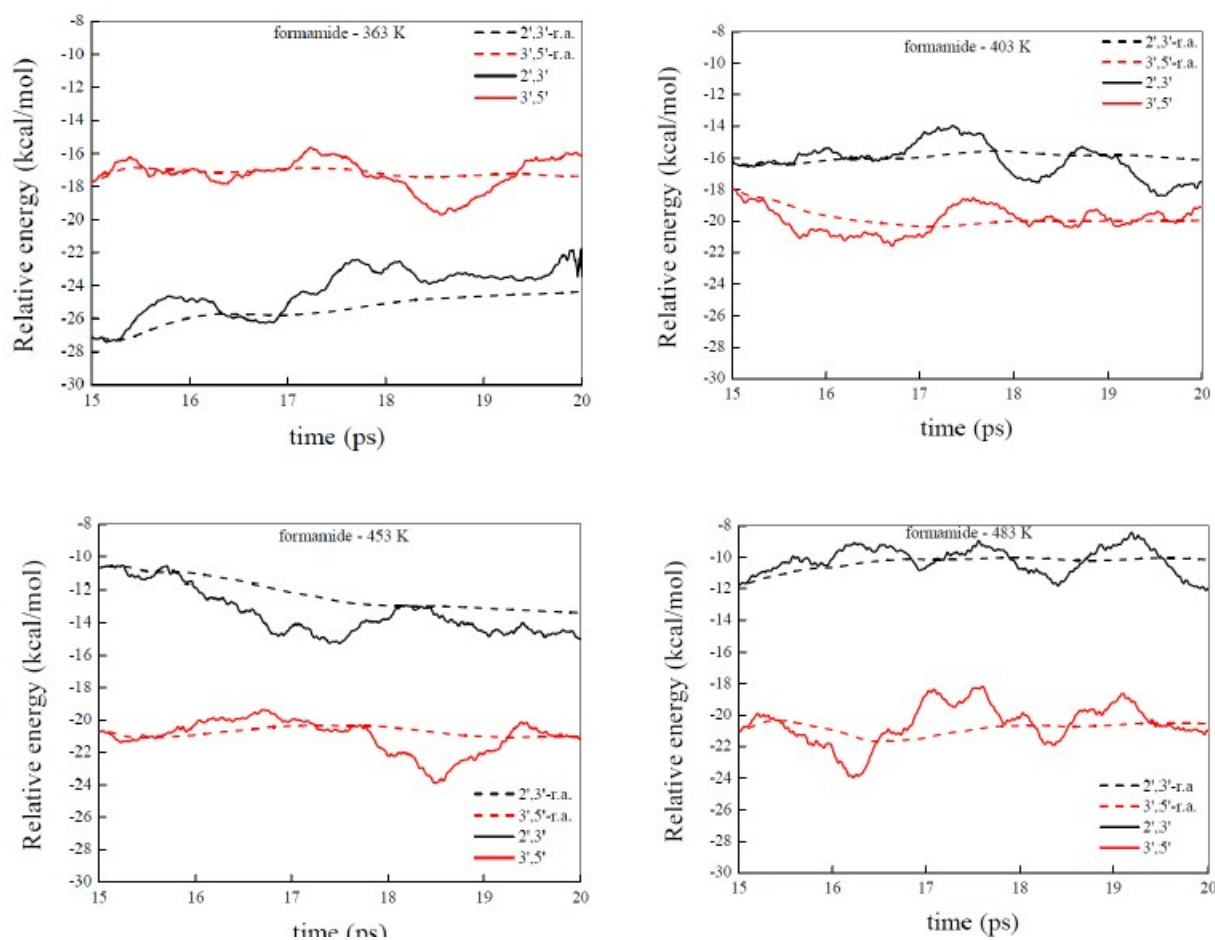 formamide - 363 K
2',3'-r.a.
3',5'-r.a.
2',3'
3',5'
Relative energy (kcal/mol)
-8
-10
-12
-14
-16
-18
-20
-22
-24
-26
-28
-30
15 16 17 18 19 20
time (ps)
formamide - 403 K
2',3'-r.a.
3',5'-r.a.
2',3'
3',5'
Relative energy (kcal/mol)
-8
-10
-12
-14
-16
-18
-20
-22
-24
-26
-28
-30
15 16 17 18 19 20
time (ps)
formamide - 453 K
Relative energy (kcal/mol)
-8
-10
-12
-14
-16
-18
-20
-22
-24
-26
-28
-30
2',3'-r.a.
3',5'-r.a.
2',3'
3',5'
15 16 17 18 19 20
time (ps)
formamide - 483 K
Relative energy (kcal/mol)
-8
-10
-12
-14
-16
-18
-20
-22
-24
-26
-28
-30
2',3'-r.a
3',5'-r.a.
2',3'
3',5'
15 16 17 18 19 20
time (ps)